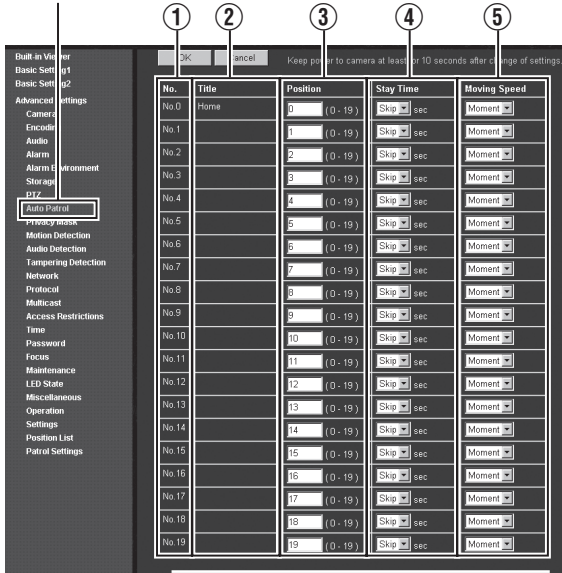 ① ② ③ ④ ⑤
Built-in Viewer
Basic Setting1
Basic Setting2
Advanced Settings
Camera
Encoding
Audio
Alarm
Alarm Environment
Storage
PTZ
Auto Patrol
Privacy Mask
Motion Detection
Audio Detection
Tampering Detection
Network
Protocol
Multicast
Access Restrictions
Time
Password
Focus
Maintenance
LED State
Miscellaneous
Operation
Settings
Position List
Patrol Settings
OK Cancel Keep power to camera at least for 10 seconds after change of settings.
No. Title Position Stay Time Moving Speed
No.0 Home 0 ( 0 - 19 ) Skip sec Moment
No.1 1 ( 0 - 19 ) Skip sec Moment
No.2 2 ( 0 - 19 ) Skip sec Moment
No.3 3 ( 0 - 19 ) Skip sec Moment
No.4 4 ( 0 - 19 ) Skip sec Moment
No.5 5 ( 0 - 19 ) Skip sec Moment
No.6 6 ( 0 - 19 ) Skip sec Moment
No.7 7 ( 0 - 19 ) Skip sec Moment
No.8 8 ( 0 - 19 ) Skip sec Moment
No.9 9 ( 0 - 19 ) Skip sec Moment
No.10 10 ( 0 - 19 ) Skip sec Moment
No.11 11 ( 0 - 19 ) Skip sec Moment
No.12 12 ( 0 - 19 ) Skip sec Moment
No.13 13 ( 0 - 19 ) Skip sec Moment
No.14 14 ( 0 - 19 ) Skip sec Moment
No.15 15 ( 0 - 19 ) Skip sec Moment
No.16 16 ( 0 - 19 ) Skip sec Moment
No.17 17 ( 0 - 19 ) Skip sec Moment
No.18 18 ( 0 - 19 ) Skip sec Moment
No.19 19 ( 0 - 19 ) Skip sec Moment